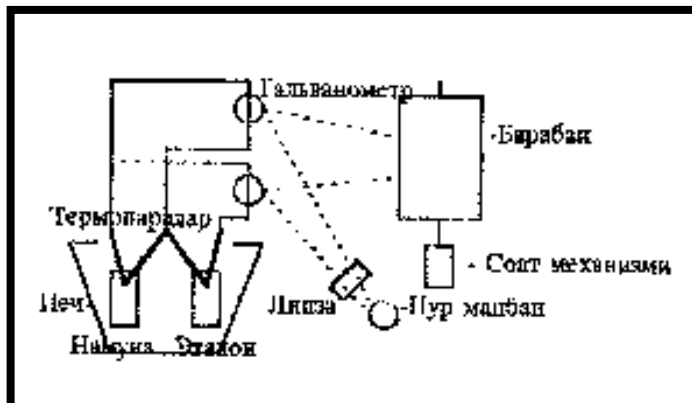 Гальванометр
Барабан
Термопаралар
Соат механизми
Печ
Линза
Нур манбаи
Намуна
Эталон